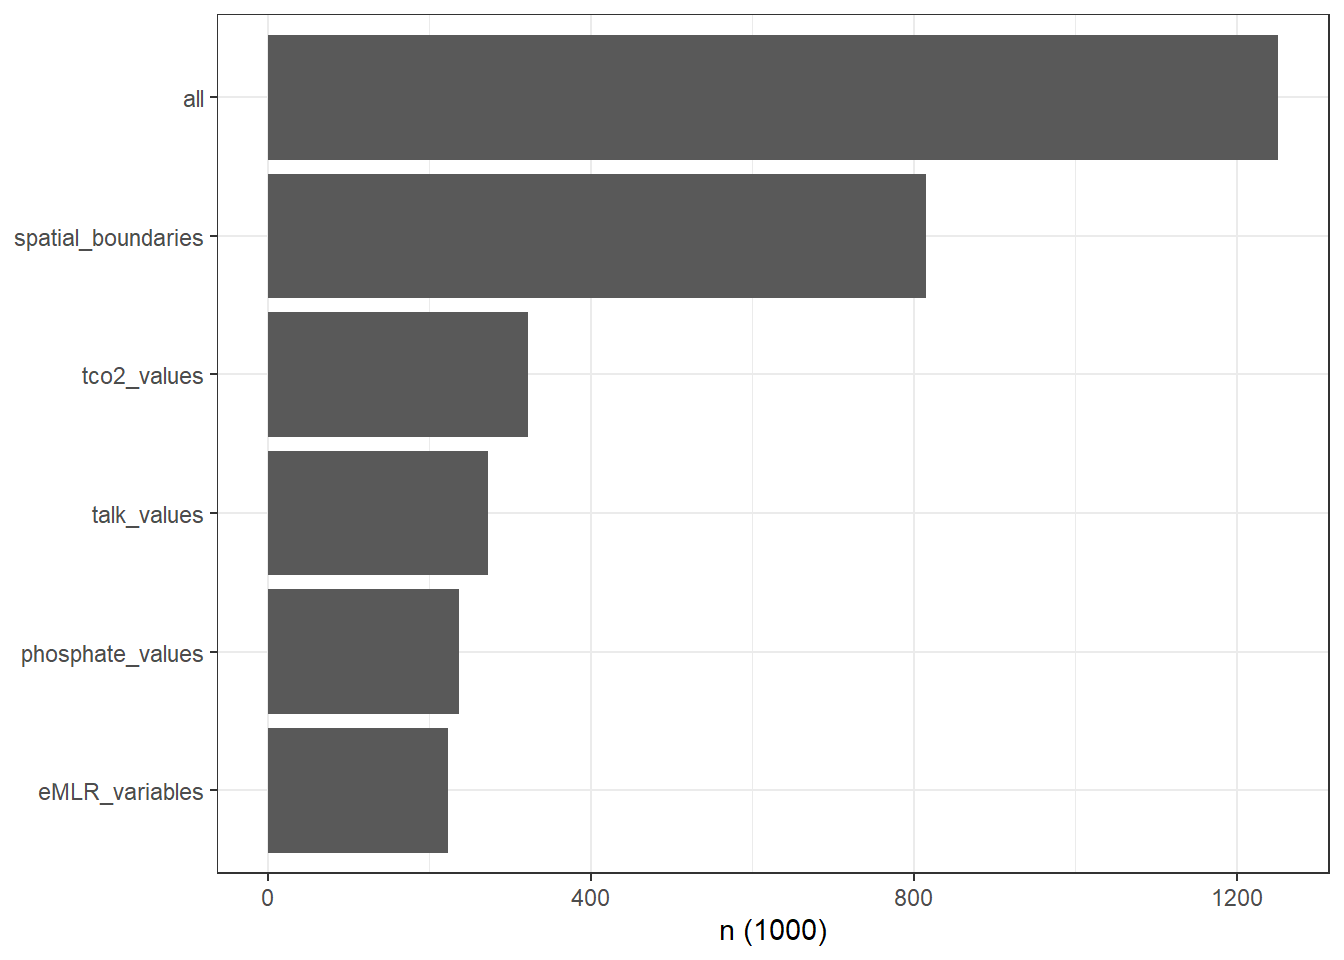 all
spatial_boundaries
tco2_values
talk_values
phosphate_values
eMLR_variables
0 400 800 1200
n (1000)